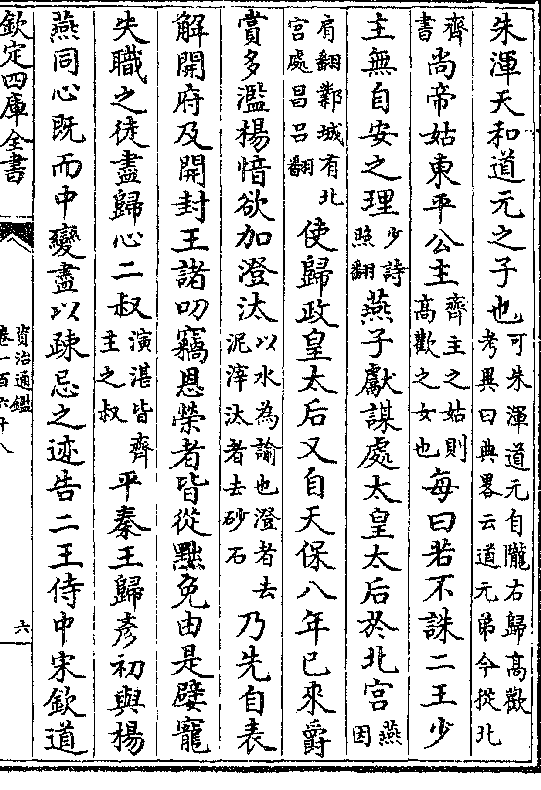 朱渾天和道元之子也可朱渾道元自隴右歸高歡考異曰典畧云道元弟今從北
齊書尚帝姑東平公主齊主之姑則高歡之女也每曰若不誅二王少
主無自安之理少詩照翻燕子獻謀處太皇太后於北宮燕因
肩翻鄴城有北宮處昌呂翻使歸政皇太后又自天保八年已來爵
賞多濫楊愔欲加澄汰以水為諭也澄者去泥滓汰者去砂石乃先自表
解開府及開封王諸叨竊恩榮者皆從黜免由是嬖寵
失職之徒盡歸心二叔演湛皆齊主之叔平秦王歸彥初與楊
燕同心既而中變盡以疎忌之迹告二王侍中宋欽道
欽定四庫全書
資治通鑑
卷一百六十八
六